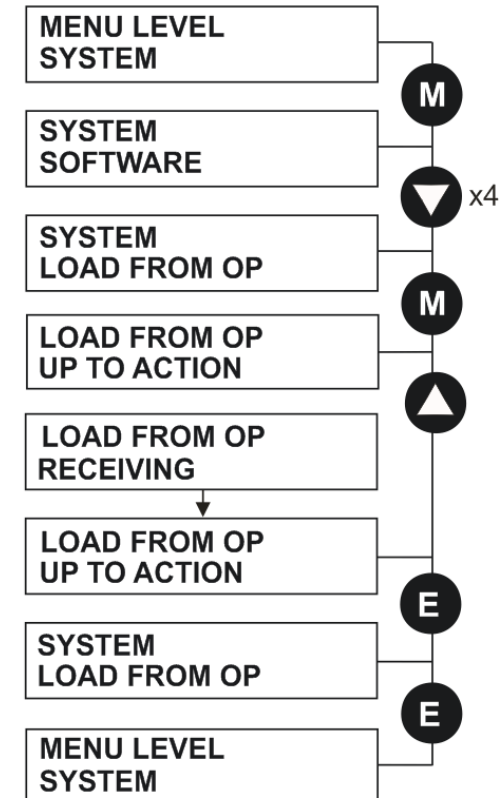 MENU LEVEL
SYSTEM
M
SYSTEM
SOFTWARE
x4
SYSTEM
LOAD FROM OP
M
LOAD FROM OP
UP TO ACTION
LOAD FROM OP
RECEIVING
LOAD FROM OP
UP TO ACTION
E
SYSTEM
LOAD FROM OP
E
MENU LEVEL
SYSTEM